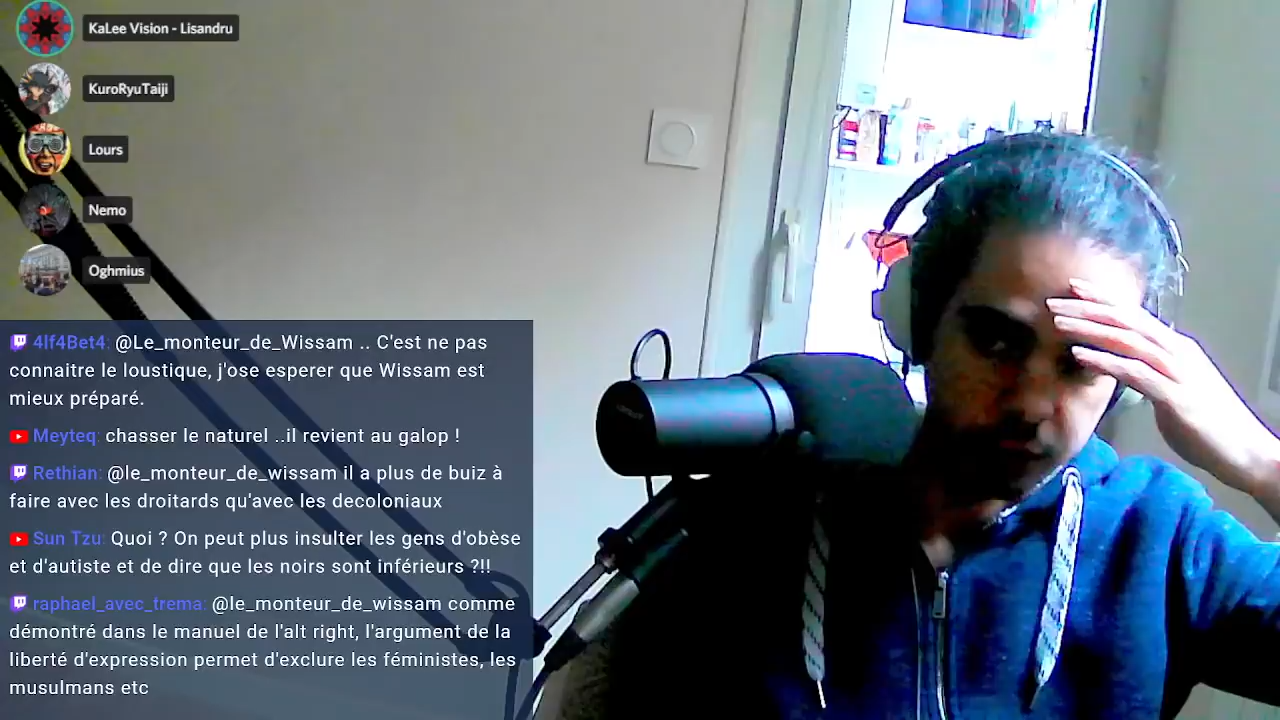 KaLee Vision - Lisandru
KuroRyuTaiji
Lours
Nemo
Oghmius
4lf4Bet4: @Le_monteur_de_Wissam .. C'est ne pas
connaitre le loustique, j'ose esperer que Wissam est
mieux préparé.
Meyteq: chasser le naturel ..il revient au galop !
Rethian: @le_monteur_de_wissam il a plus de buiz à
faire avec les droitards qu'avec les decoloniaux
Sun Tzu: Quoi ? On peut plus insulter les gens d'obèse
et d'autiste et de dire que les noirs sont inférieurs ?!!
raphael_avec_trema: @le_monteur_de_wissam comme
démontré dans le manuel de l'alt right, l'argument de la
liberté d'expression permet d'exclure les féministes, les
musulmans etc